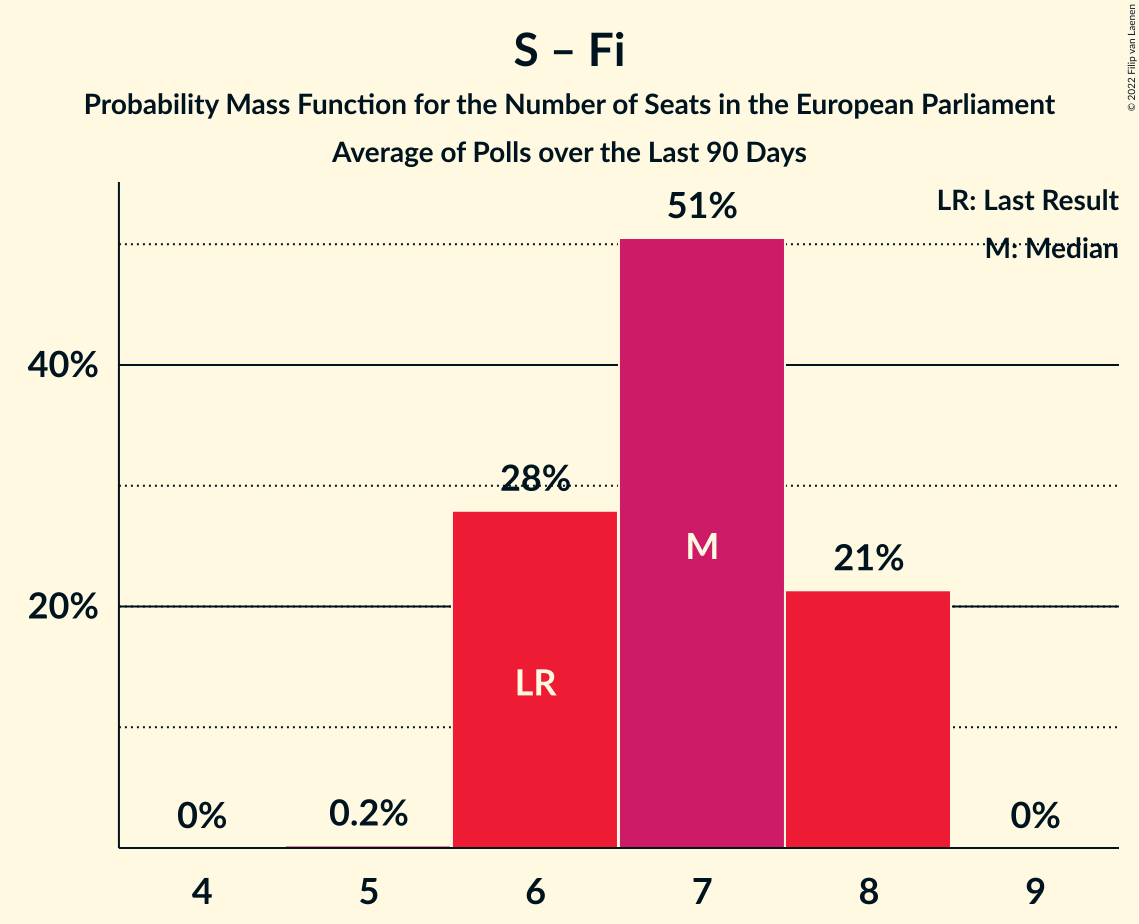 S – Fi
Probability Mass Function for the Number of Seats in the European Parliament
Average of Polls over the Last 90 Days
© 2022 Filip van Laenen
LR: Last Result
M: Median
51%
40%
28%
M
21%
20%
LR
0%
0.2%
0%
4
5
6
7
8
9